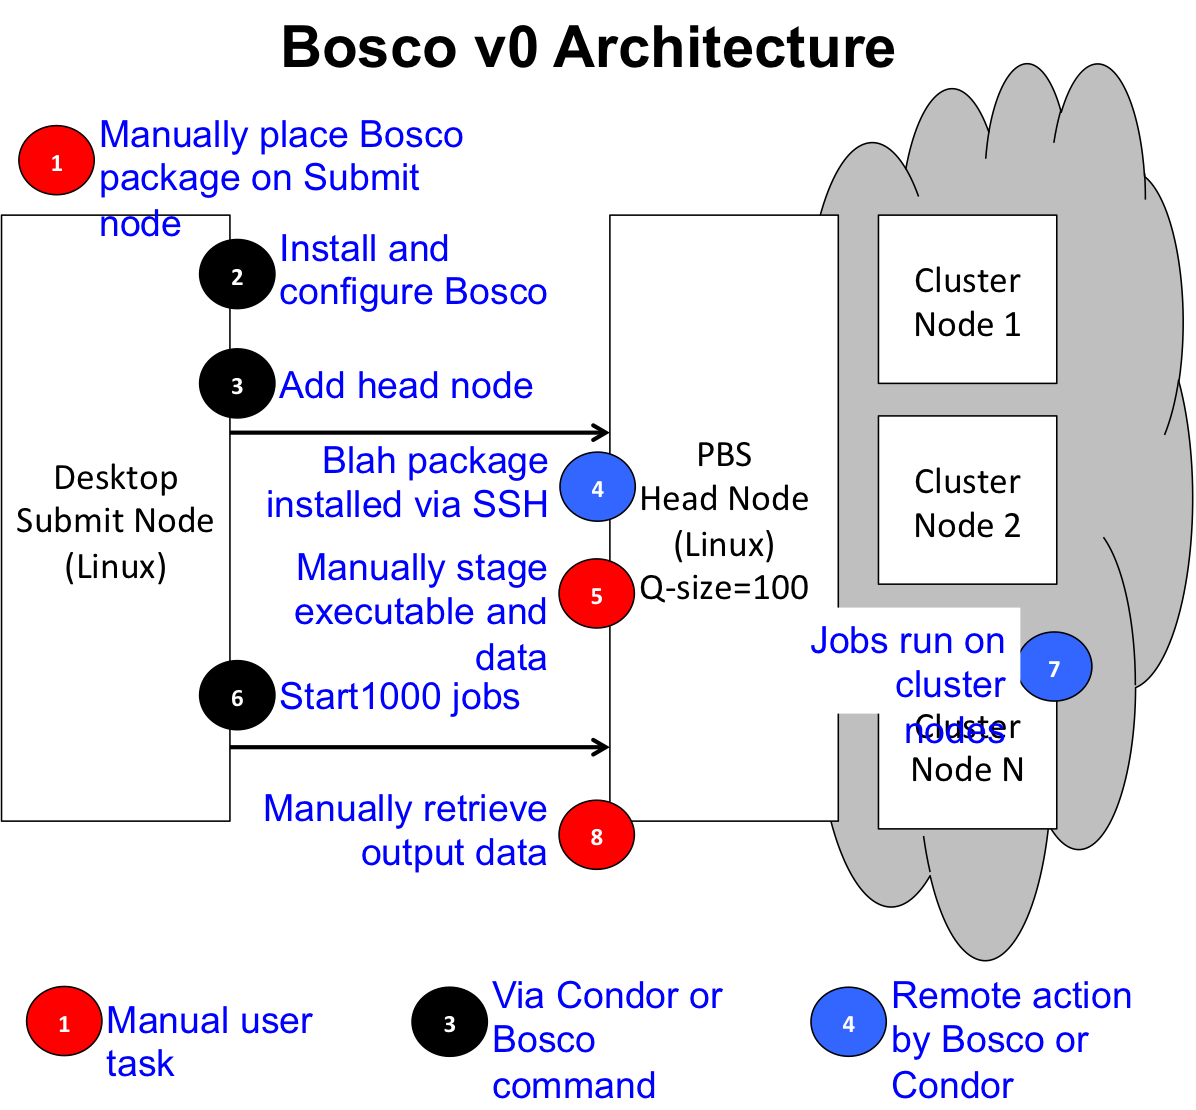 Bosco v0 Architecture
1
Manually place Bosco
package on Submit
node
2
Install and
configure Bosco
3
Add head node
Desktop
Submit Node
(Linux)
Blah package
installed via SSH
4
Manually stage
executable and
data
5
6
Start1000 jobs
Manually retrieve
output data
8
PBS
Head Node
(Linux)
Q-size=100
Cluster
Node 1
Cluster
Node 2
Jobs run on
cluster
nodes
7
Cluster
Node N
1
Manual user
task
3
Via Condor or
Bosco
command
4
Remote action
by Bosco or
Condor